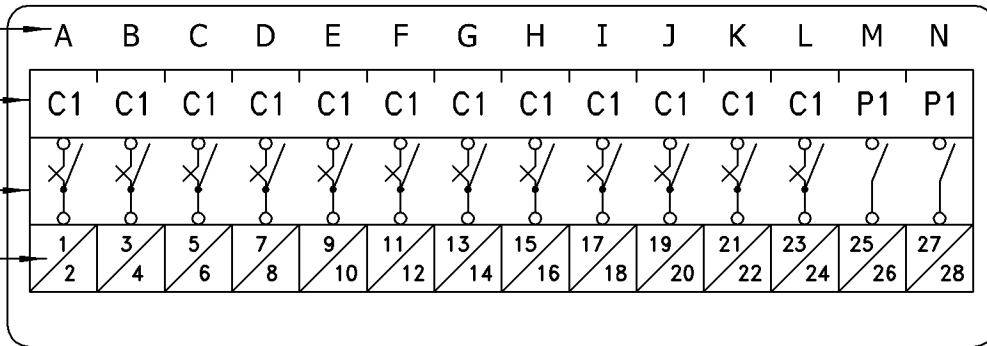 A B C D E F G H I J K L M N
C1 C1 C1 C1 C1 C1 C1 C1 C1 C1 C1 C1 P1 P1
1 3 5 7 9 11 13 15 17 19 21 23 25 27
2 4 6 8 10 12 14 16 18 20 22 24 26 28